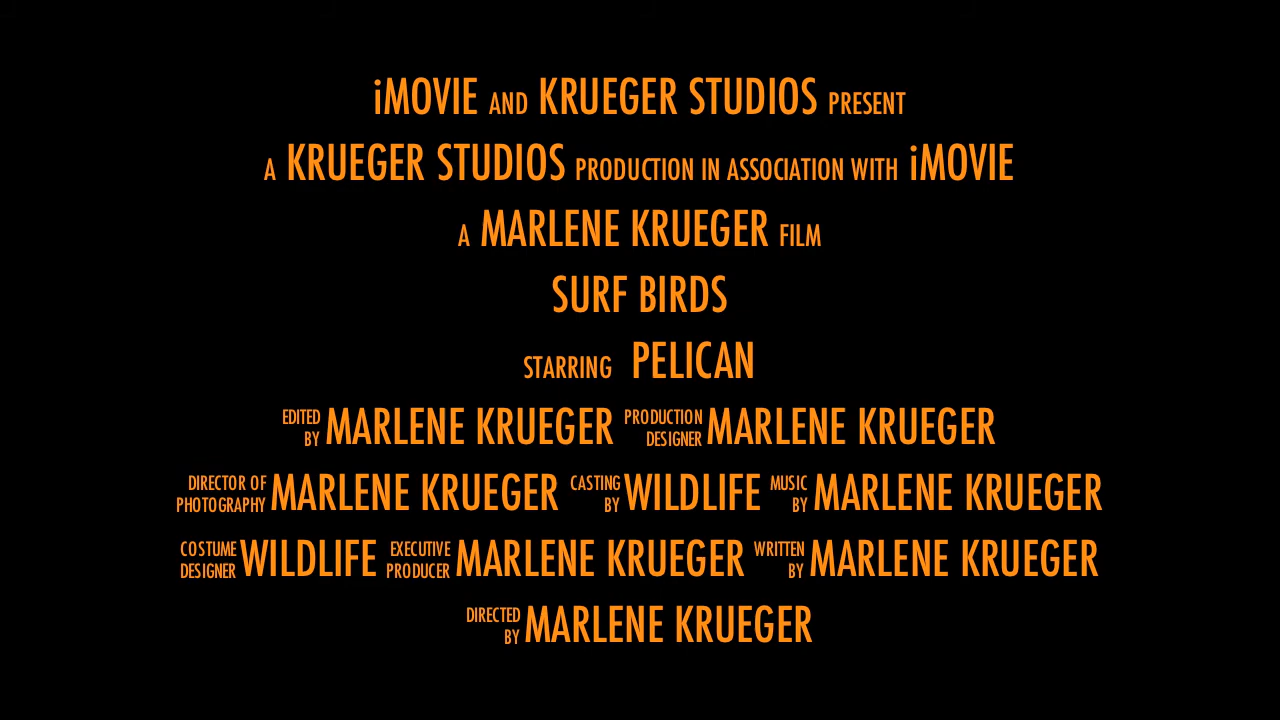 iMOVIE AND KRUEGER STUDIOS PRESENT
A KRUEGER STUDIOS PRODUCTION IN ASSOCIATION WITH iMOVIE
A MARLENE KRUEGER FILM
SURF BIRDS
STARRING PELICAN
EDITED BY MARLENE KRUEGER PRODUCTION DESIGNER MARLENE KRUEGER
DIRECTOR OF PHOTOGRAPHY MARLENE KRUEGER CASTING BY WILDLIFE MUSIC BY MARLENE KRUEGER
COSTUME DESIGNER WILDLIFE EXECUTIVE PRODUCER MARLENE KRUEGER WRITTEN BY MARLENE KRUEGER
DIRECTED BY MARLENE KRUEGER